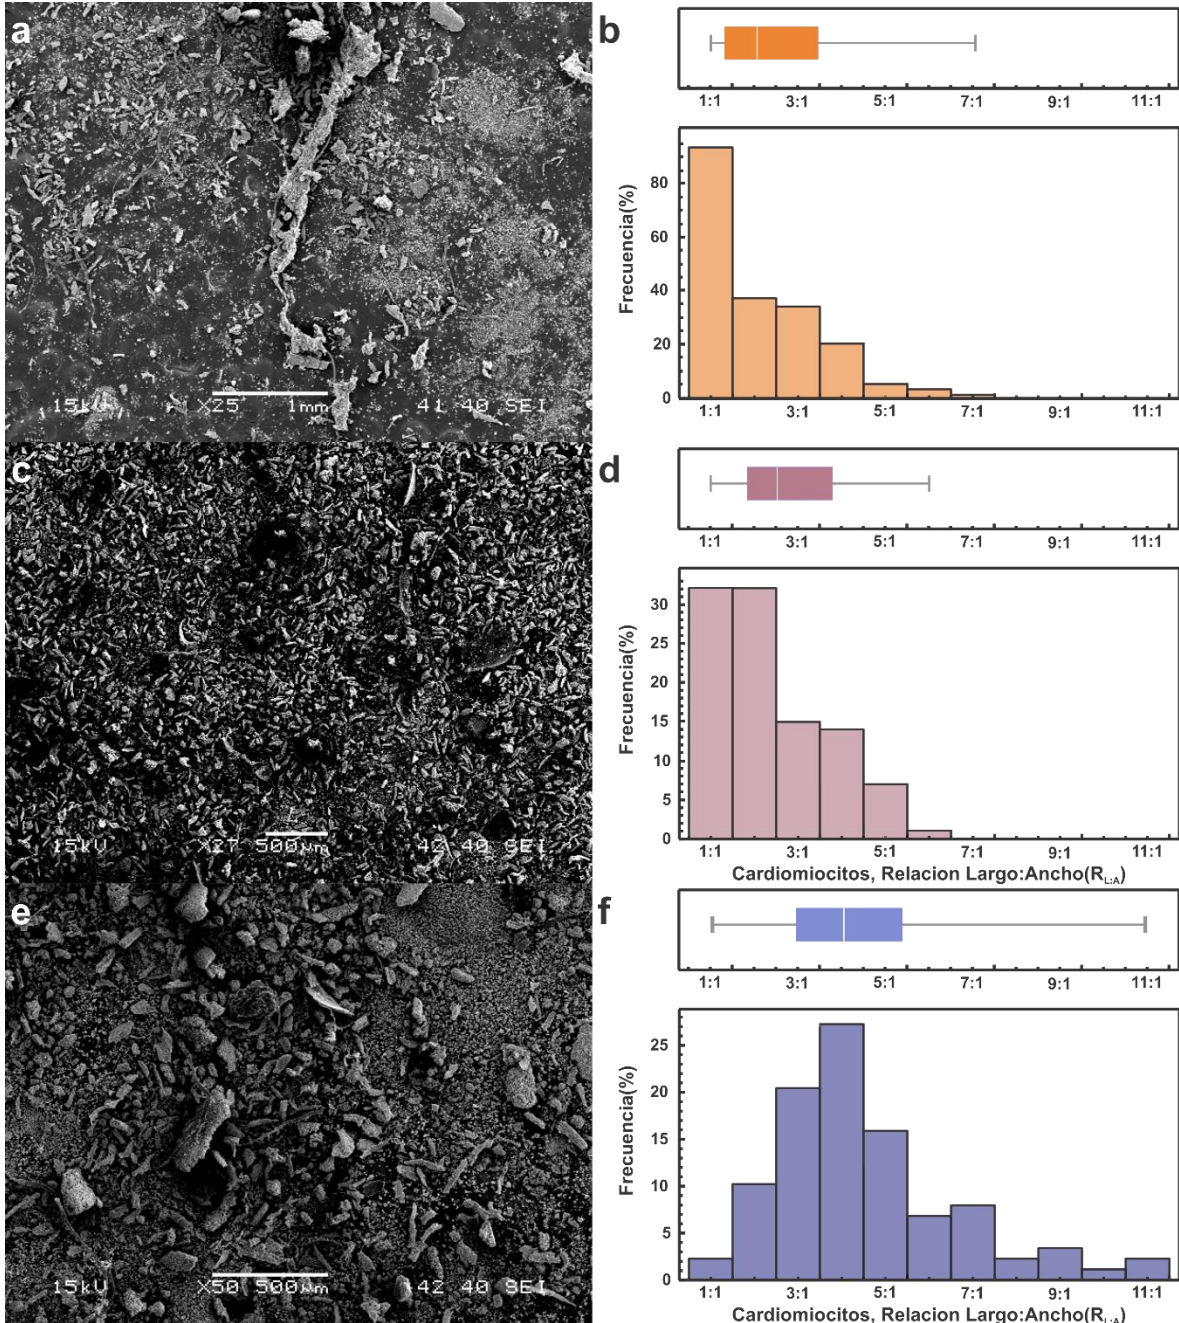 a
15kV X25 1mm 41 40 SEI
b
1:1 3:1 5:1 7:1 9:1 11:1
Frecuencia(%)
80
60
40
20
0
1:1 3:1 5:1 7:1 9:1 11:1
c
15kV X27 500µm 42 40 SEI
d
1:1 3:1 5:1 7:1 9:1 11:1
Frecuencia(%)
30
25
20
15
10
5
0
1:1 3:1 5:1 7:1 9:1 11:1
Cardiomiocitos, Relacion Largo:Ancho(RL:A)
e
15kV X50 500µm 42 40 SEI
f
1:1 3:1 5:1 7:1 9:1 11:1
Frecuencia(%)
25
20
15
10
5
0
1:1 3:1 5:1 7:1 9:1 11:1
Cardiomiocitos, Relacion Largo:Ancho(RL:A)